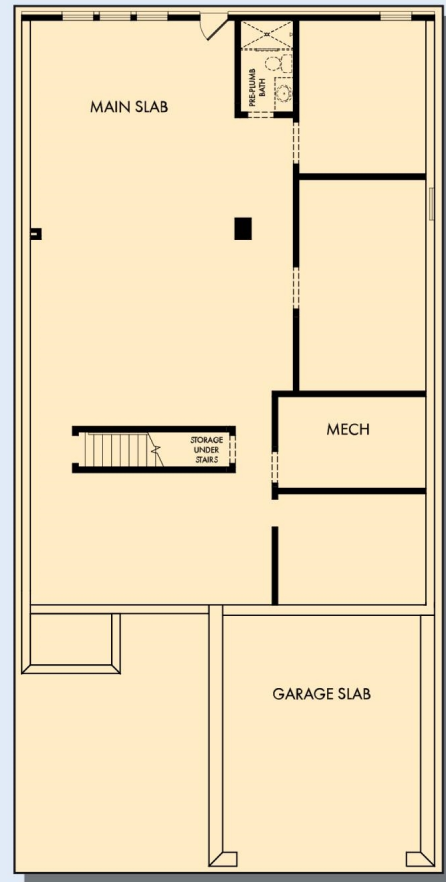 MAIN SLAB
PRE-PLUMB
BATH
MECH
STORAGE
UNDER
STAIRS
GARAGE SLAB